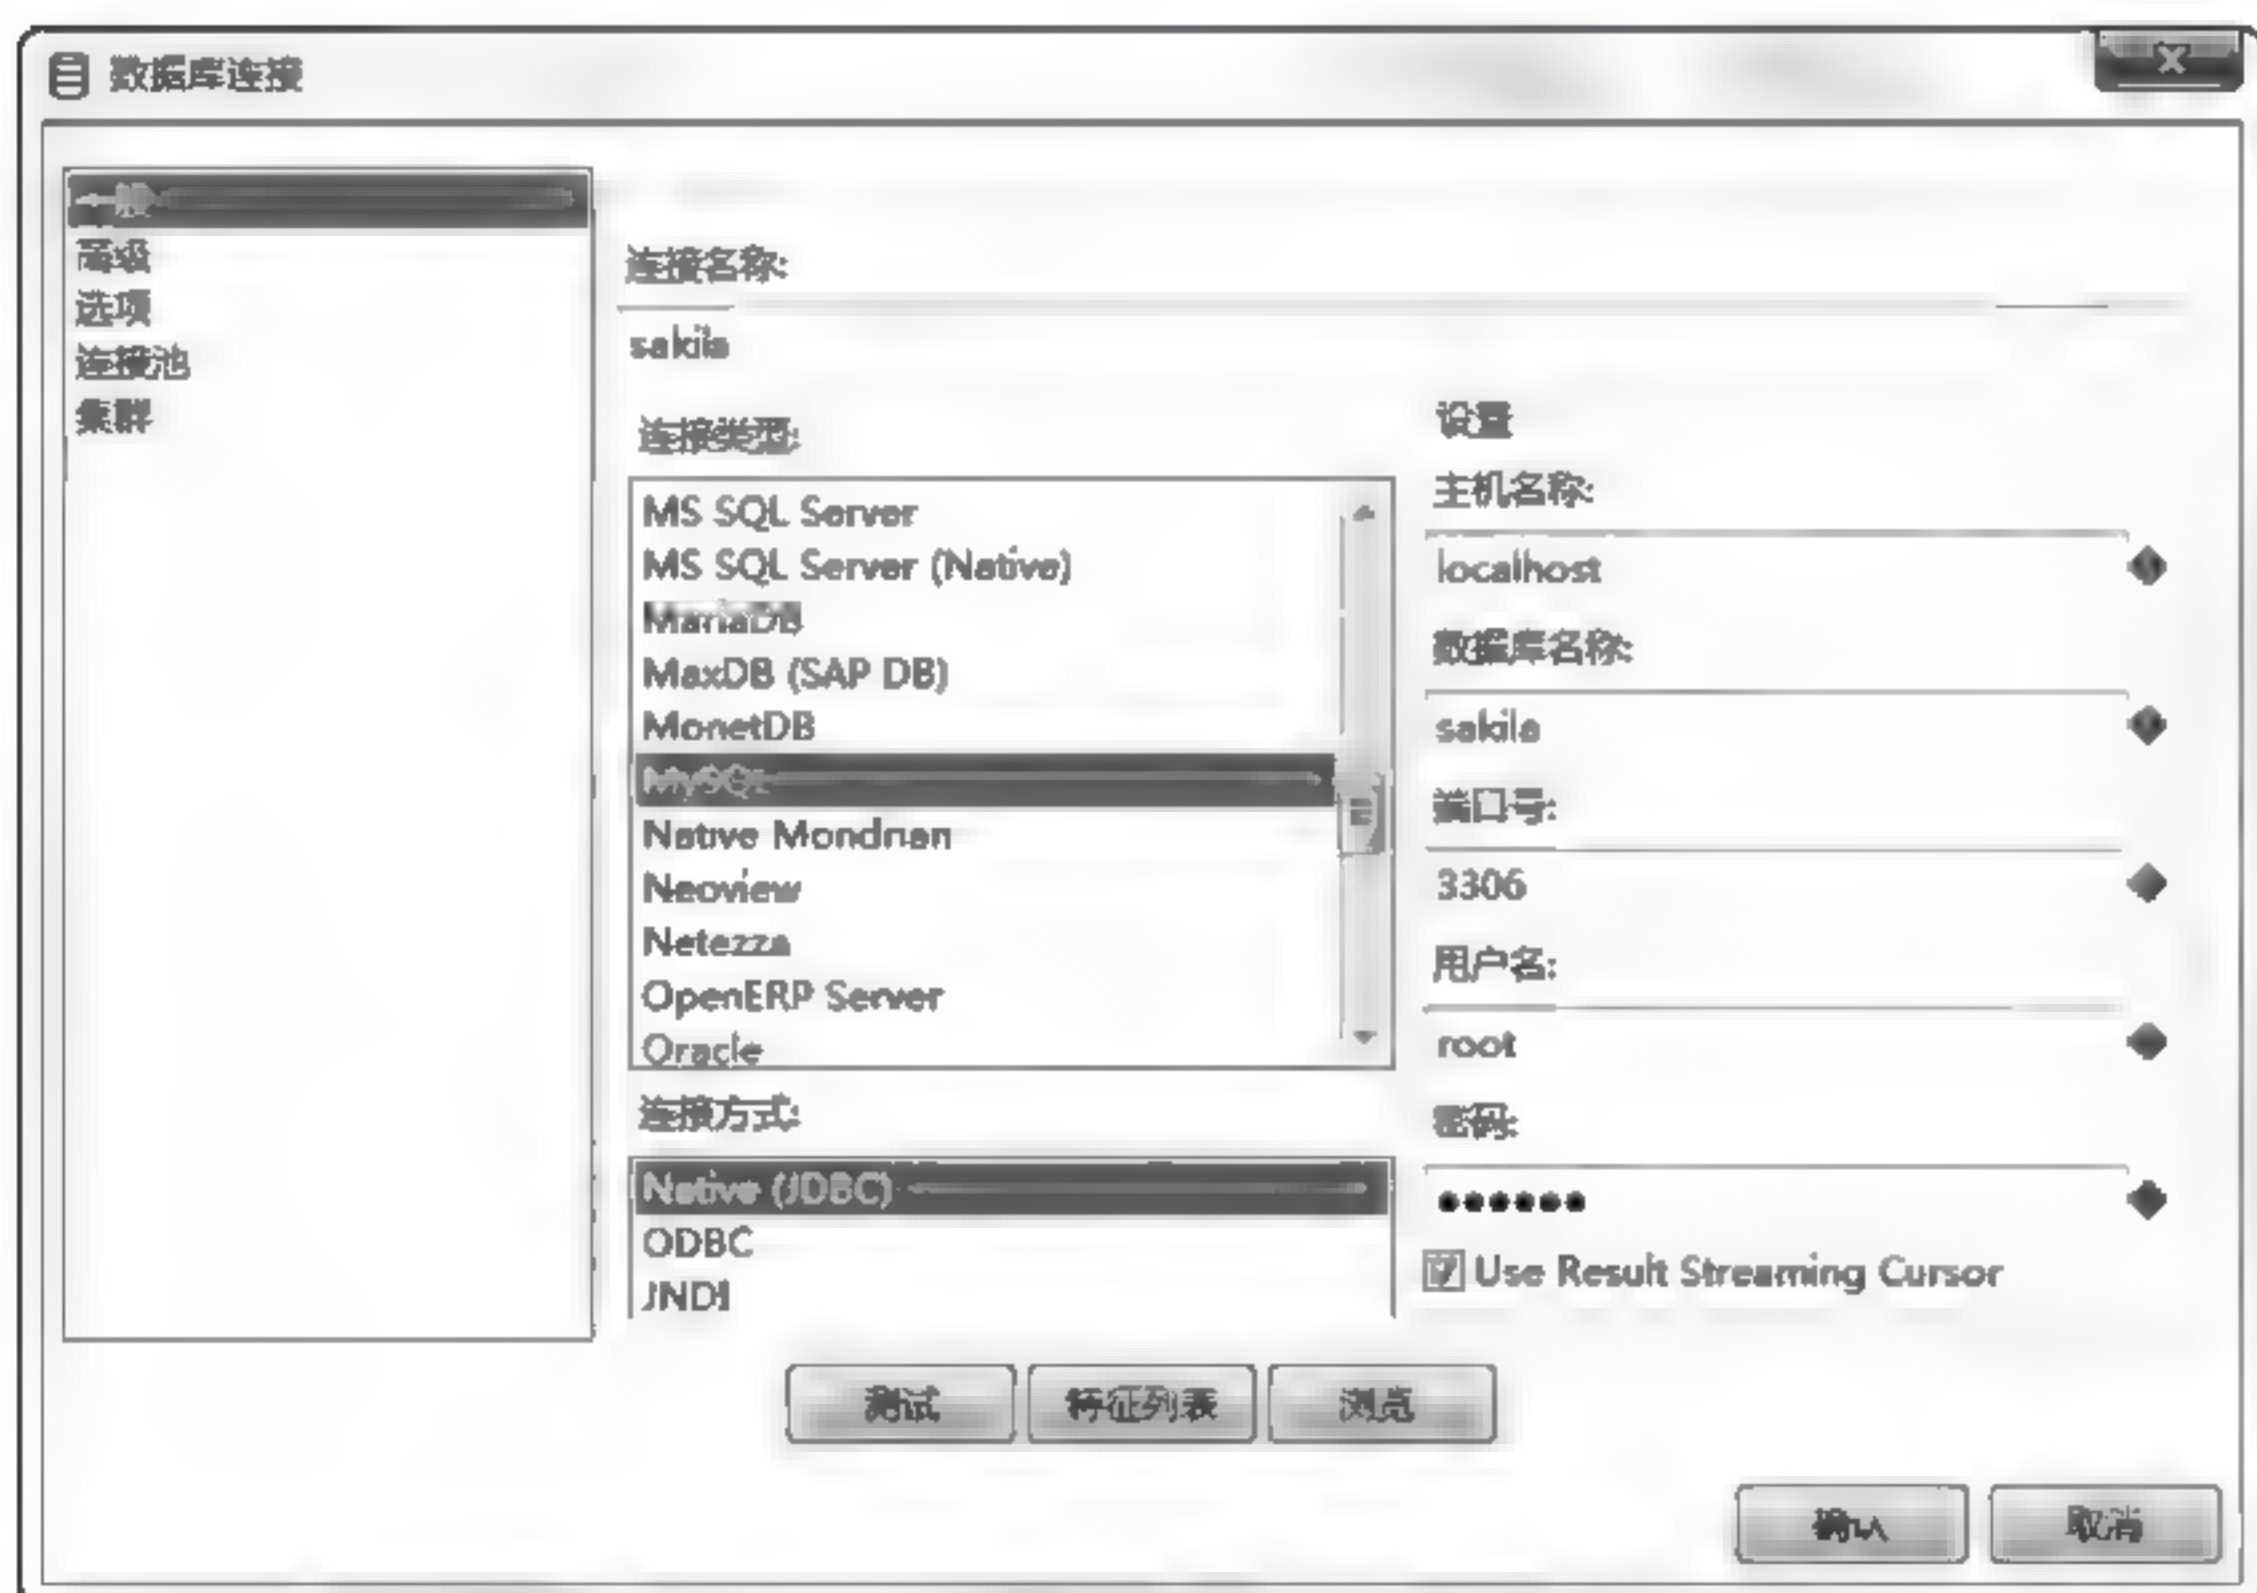 数据库连接
一般
高级
选项
连接池
集群
连接名称:
sakila
连接类型:
MS SQL Server
MS SQL Server (Native)
MariaDB
MaxDB (SAP DB)
MonetDB
MySQL
Native Mondrian
Neoview
Netezza
OpenERP Server
Oracle
连接方式:
Native (JDBC)
ODBC
JNDI
设置
主机名称:
localhost
数据库名称:
sakila
端口号:
3306
用户名:
root
密码:
●●●●●●
Use Result Streaming Cursor
测试 特征列表 浏览
确认 取消